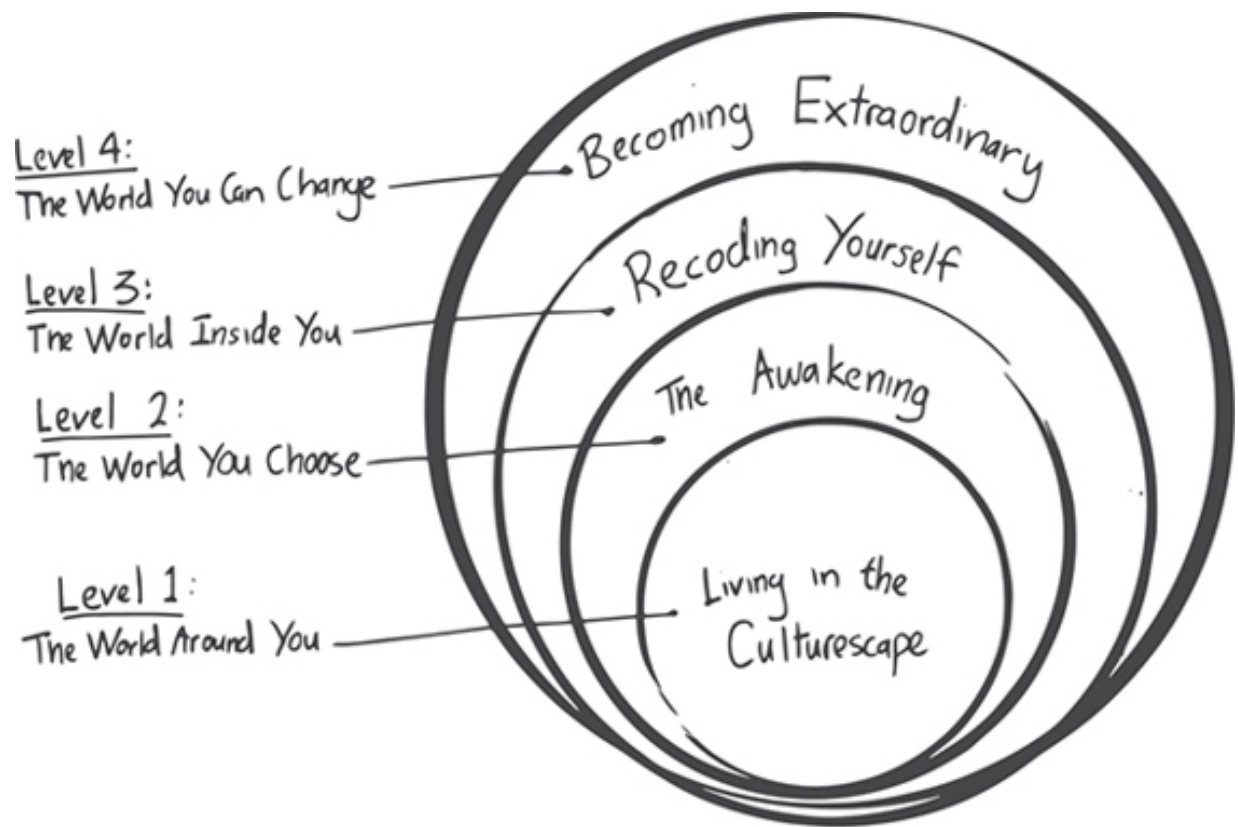 Level 4:
The World You Can Change
Becoming Extraordinary
Level 3:
The World Inside You
Recoding Yourself
Level 2:
The World You Choose
The Awakening
Level 1:
The World Around You
Living in the
Culturescape